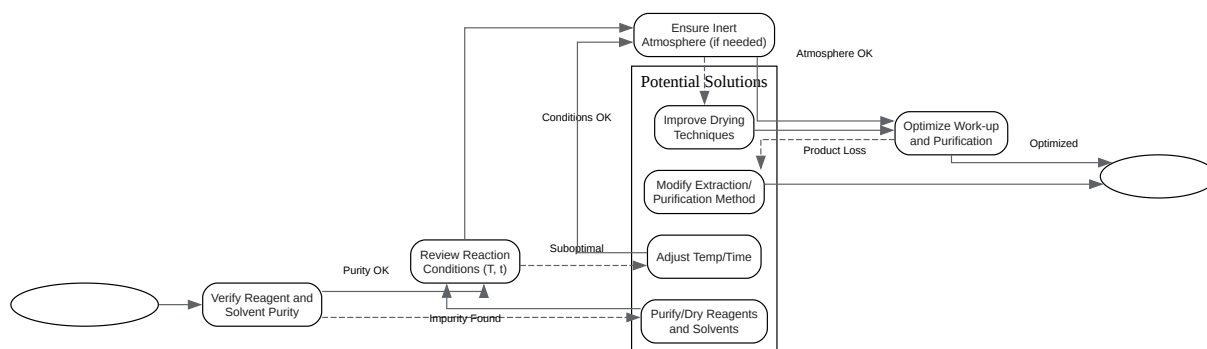 Ensure Inert
Atmosphere (if needed)
Atmosphere OK
Potential Solutions
Conditions OK
Improve Drying
Techniques
Optimize Work-up
and Purification
Product Loss
Optimized
Modify Extraction/
Purification Method
Suboptimal
Review Reaction
Conditions (T, t)
Adjust Temp/Time
Purity OK
Verify Reagent and
Solvent Purity
Impurity Found
Purify/Dry Reagents
and Solvents